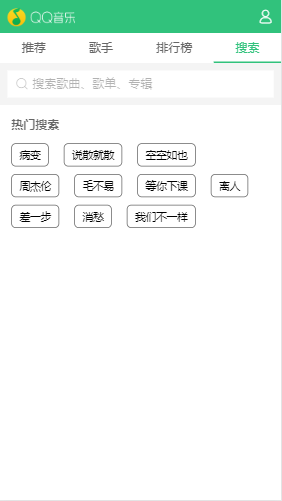 QQ音乐
推荐 歌手 排行榜 搜索
搜索歌曲、歌单、专辑
热门搜索
病变 说散就散 空空如也
周杰伦 毛不易 等你下课 离人
差一步 消愁 我们不一样